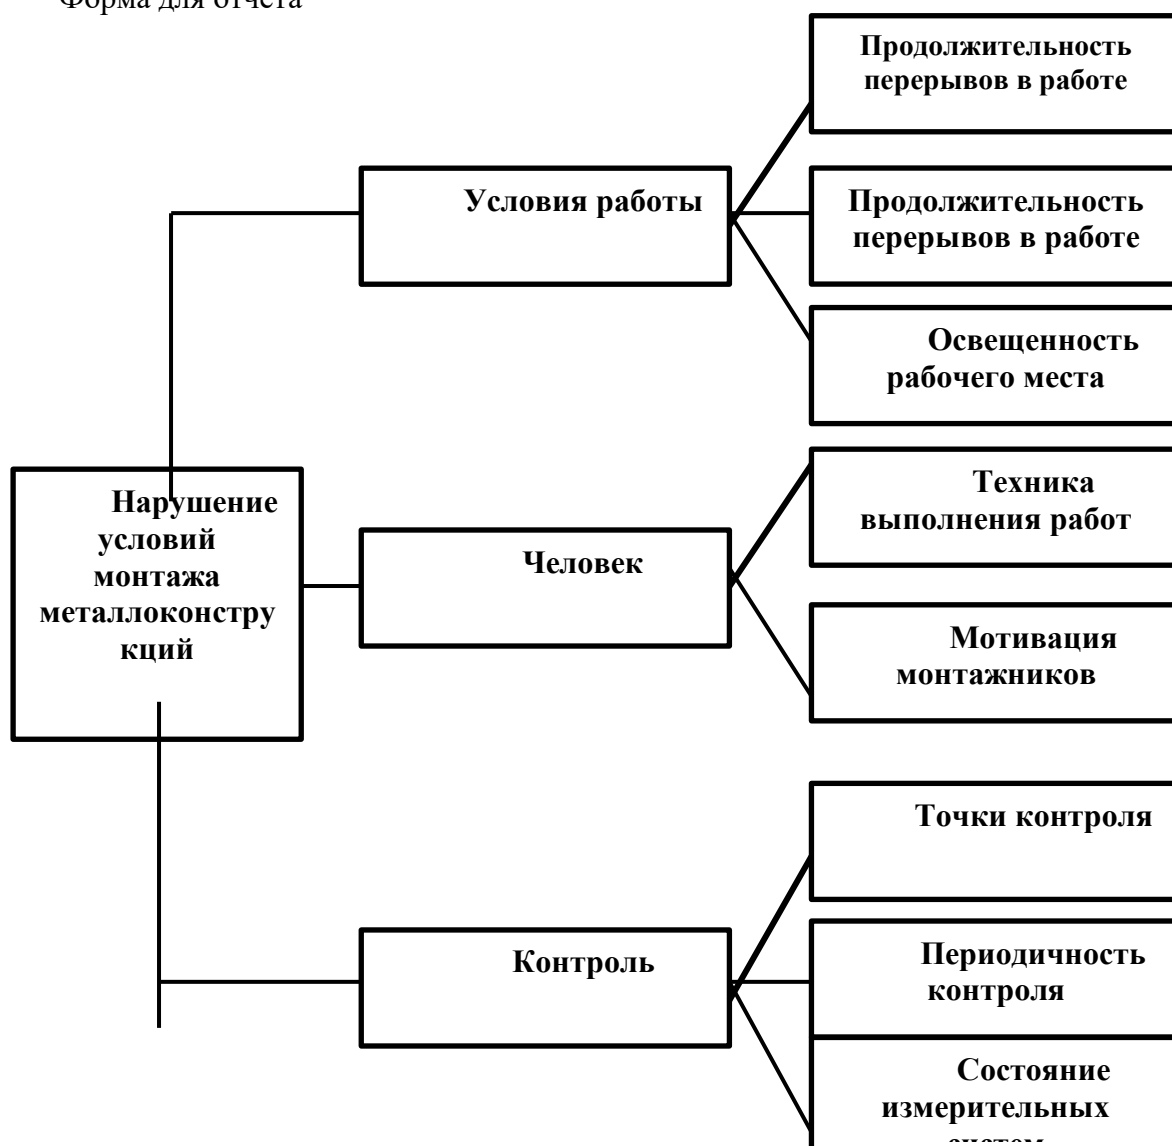 Форма для отчета
Продолжительность
перерывов в работе
Условия работы
Продолжительность
перерывов в работе
Освещенность
рабочего места
Нарушение
условий
монтажа
металлоконстру
кций
Человек
Техника
выполнения работ
Мотивация
монтажников
Точки контроля
Контроль
Периодичность
контроля
Состояние
измерительных
систем